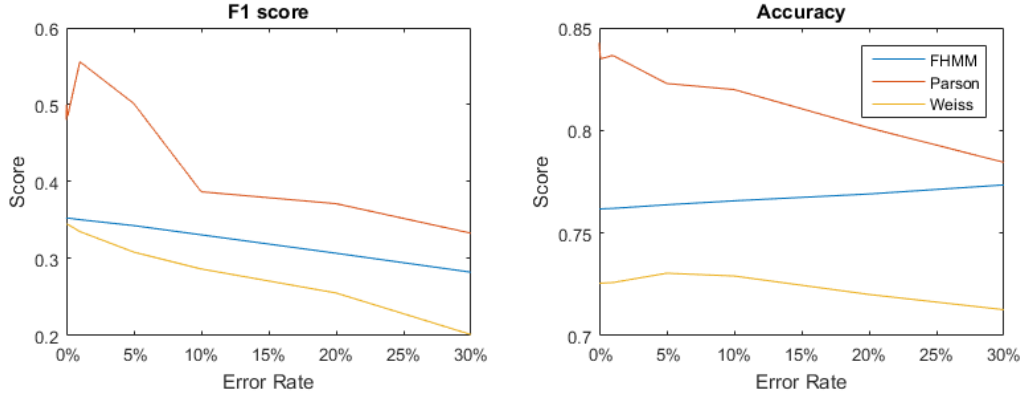 F1 score
0.6
0.5
0.4
0.3
0.2
Score
0% 5% 10% 15% 20% 25% 30%
Error Rate
Accuracy
0.85
0.8
0.75
0.7
Score
FHMM
Parson
Weiss
0% 5% 10% 15% 20% 25% 30%
Error Rate